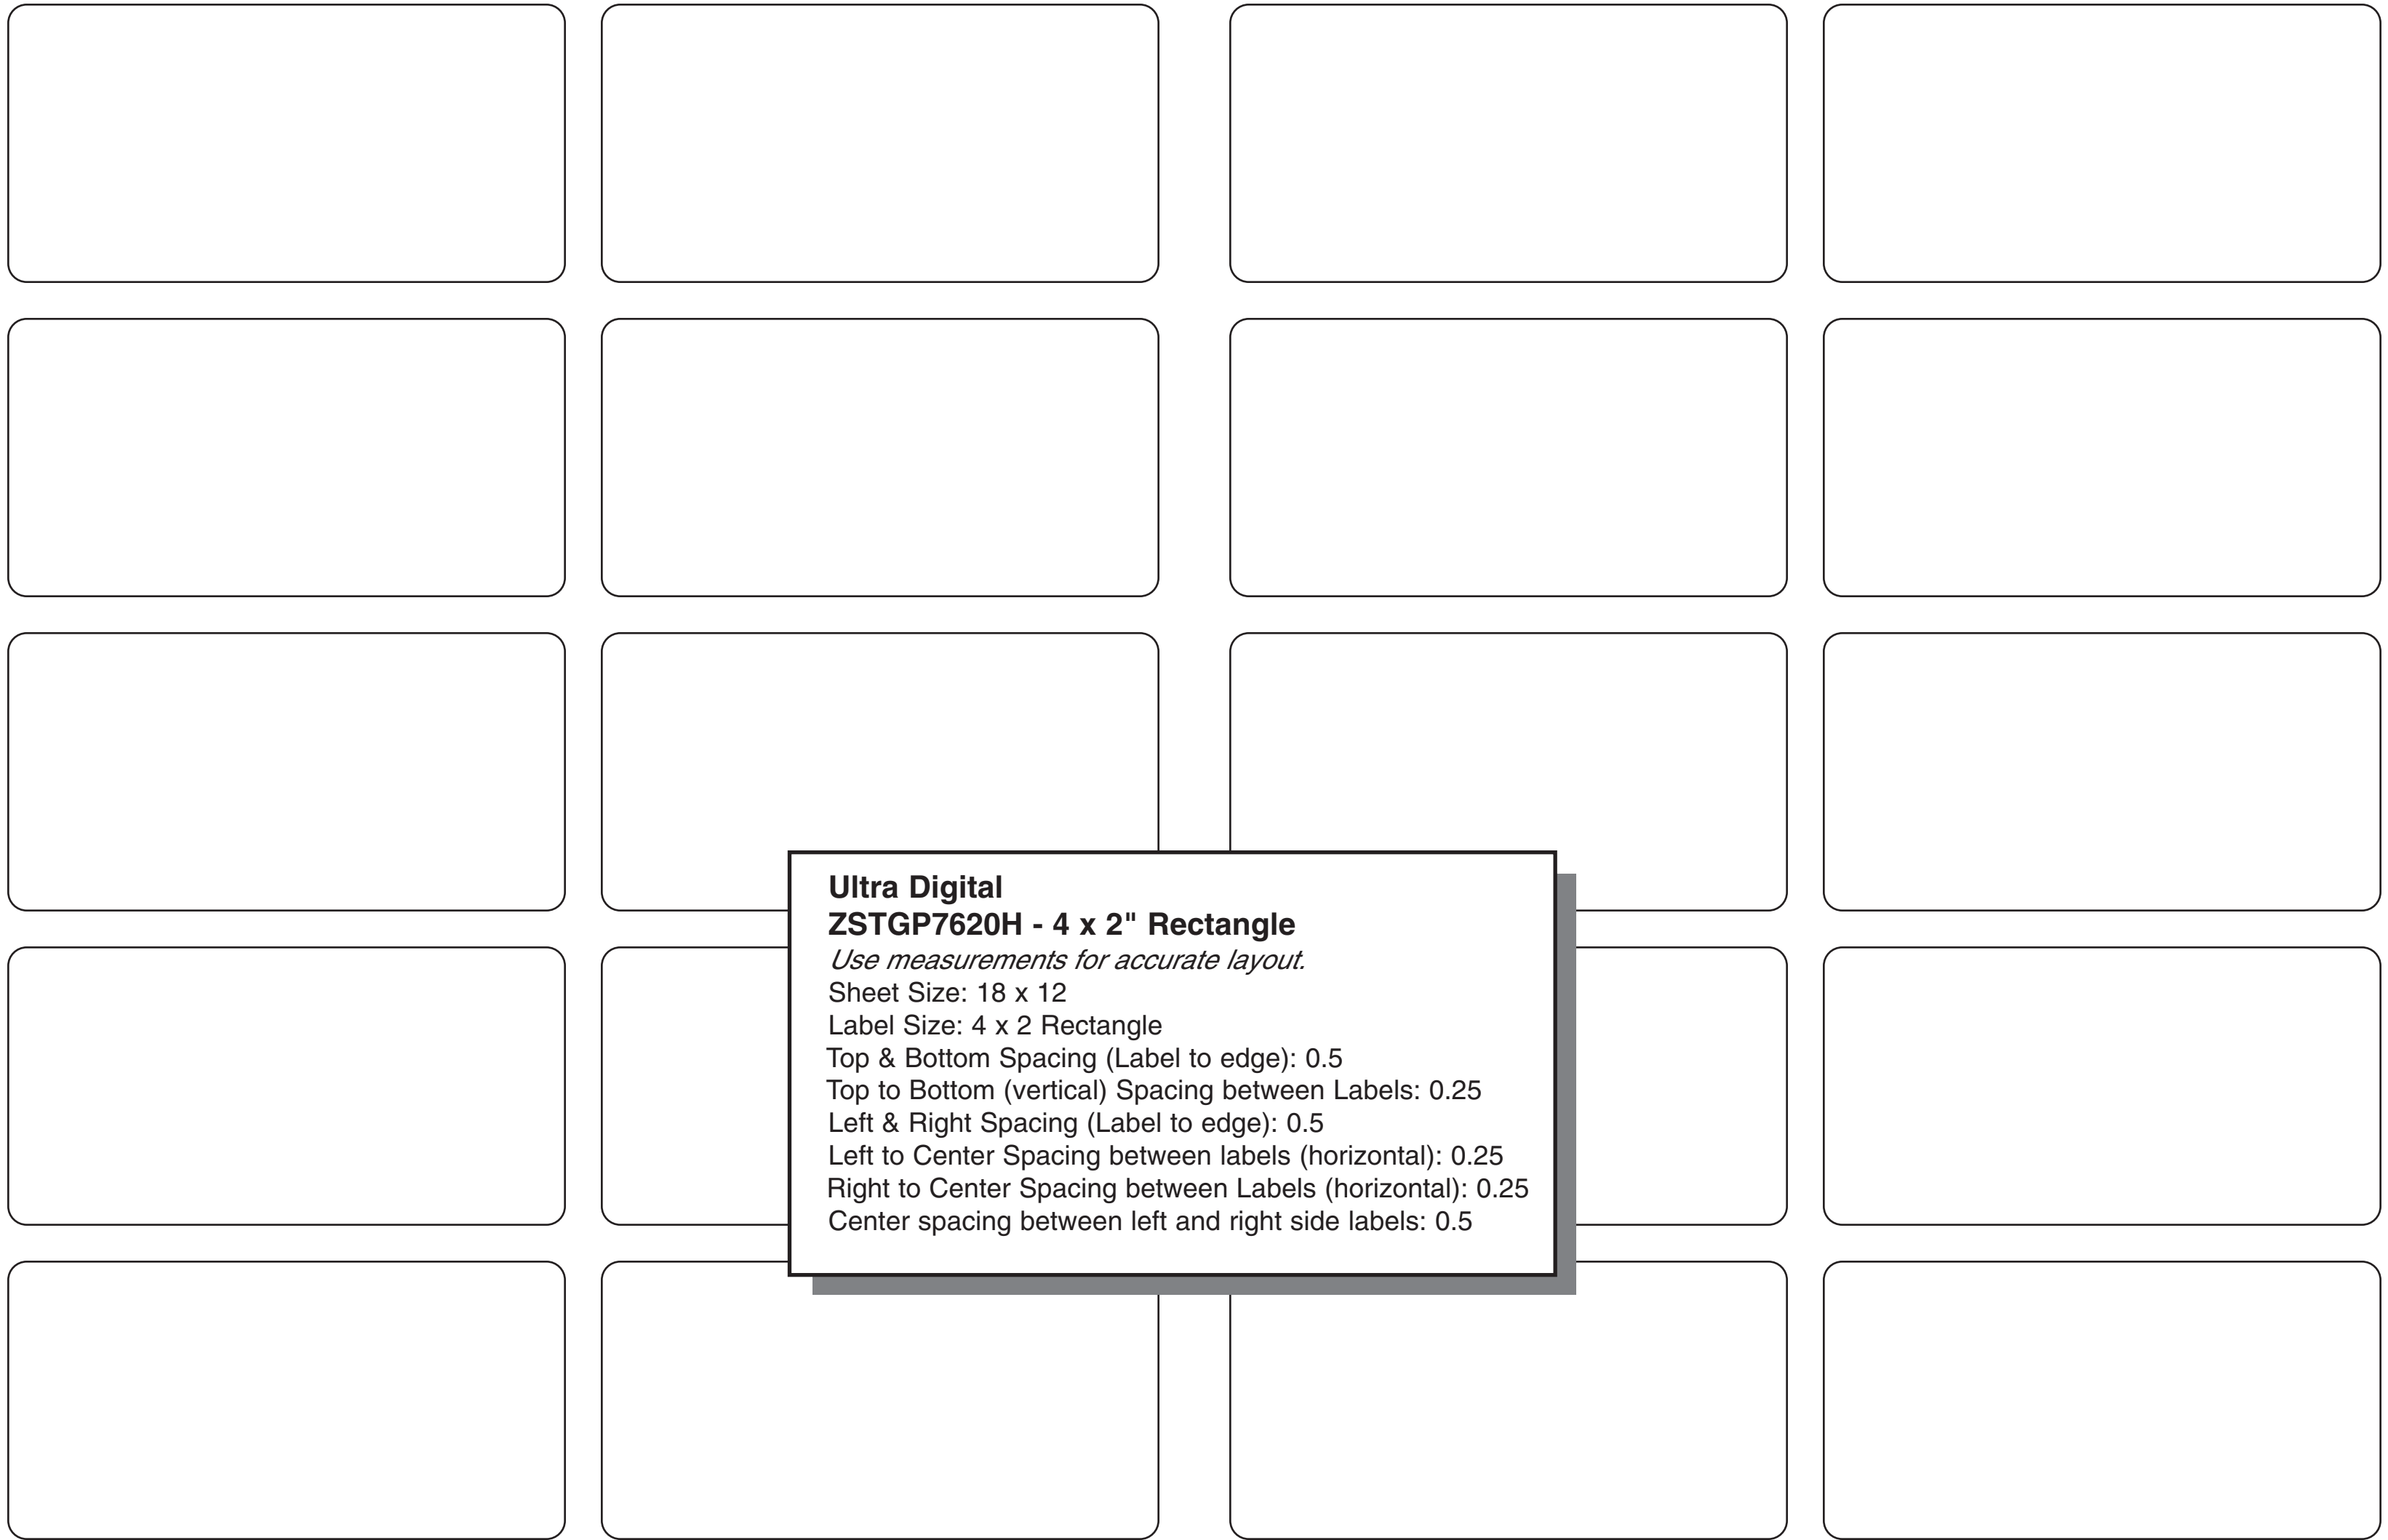 Ultra Digital
ZSTGP7620H - 4 x 2" Rectangle
Use measurements for accurate layout.
Sheet Size: 18 x 12
Label Size: 4 x 2 Rectangle
Top & Bottom Spacing (Label to edge): 0.5
Top to Bottom (vertical) Spacing between Labels: 0.25
Left & Right Spacing (Label to edge): 0.5
Left to Center Spacing between labels (horizontal): 0.25
Right to Center Spacing between Labels (horizontal): 0.25
Center spacing between left and right side labels: 0.5